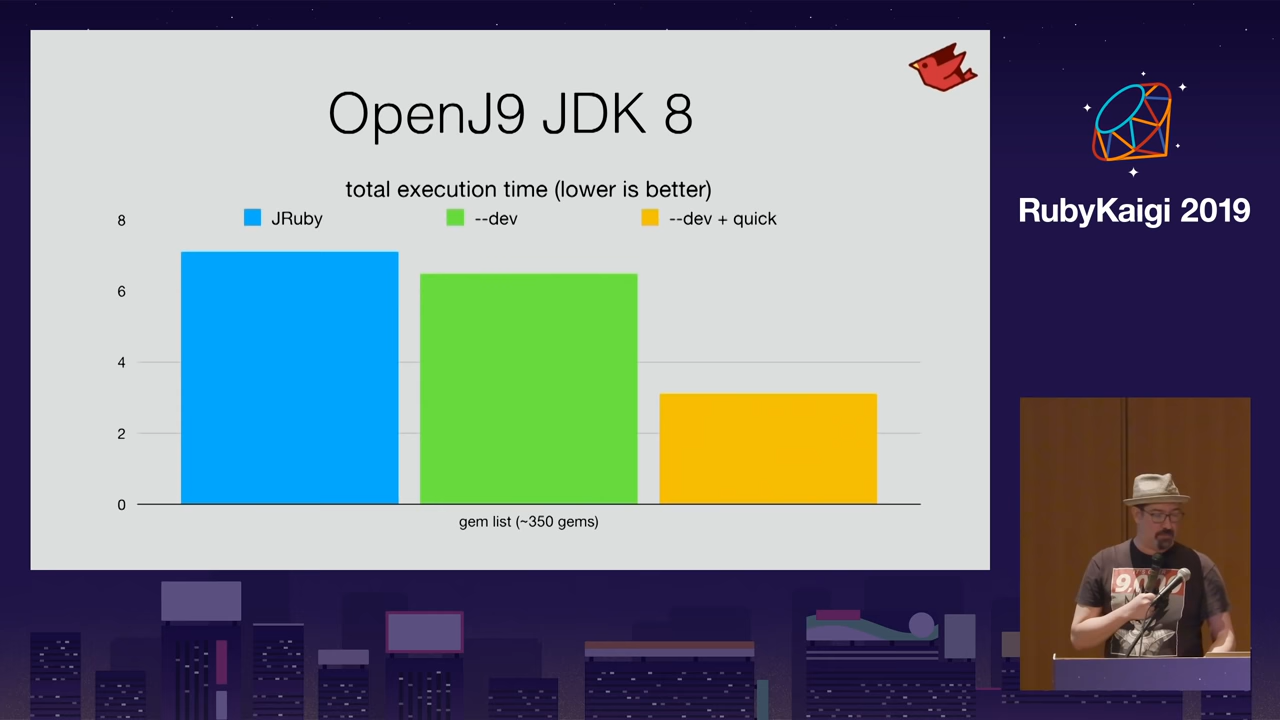 OpenJ9 JDK 8
total execution time (lower is better)
JRuby
--dev
--dev + quick
8
6
4
2
0
gem list (~350 gems)
RubyKaigi 2019